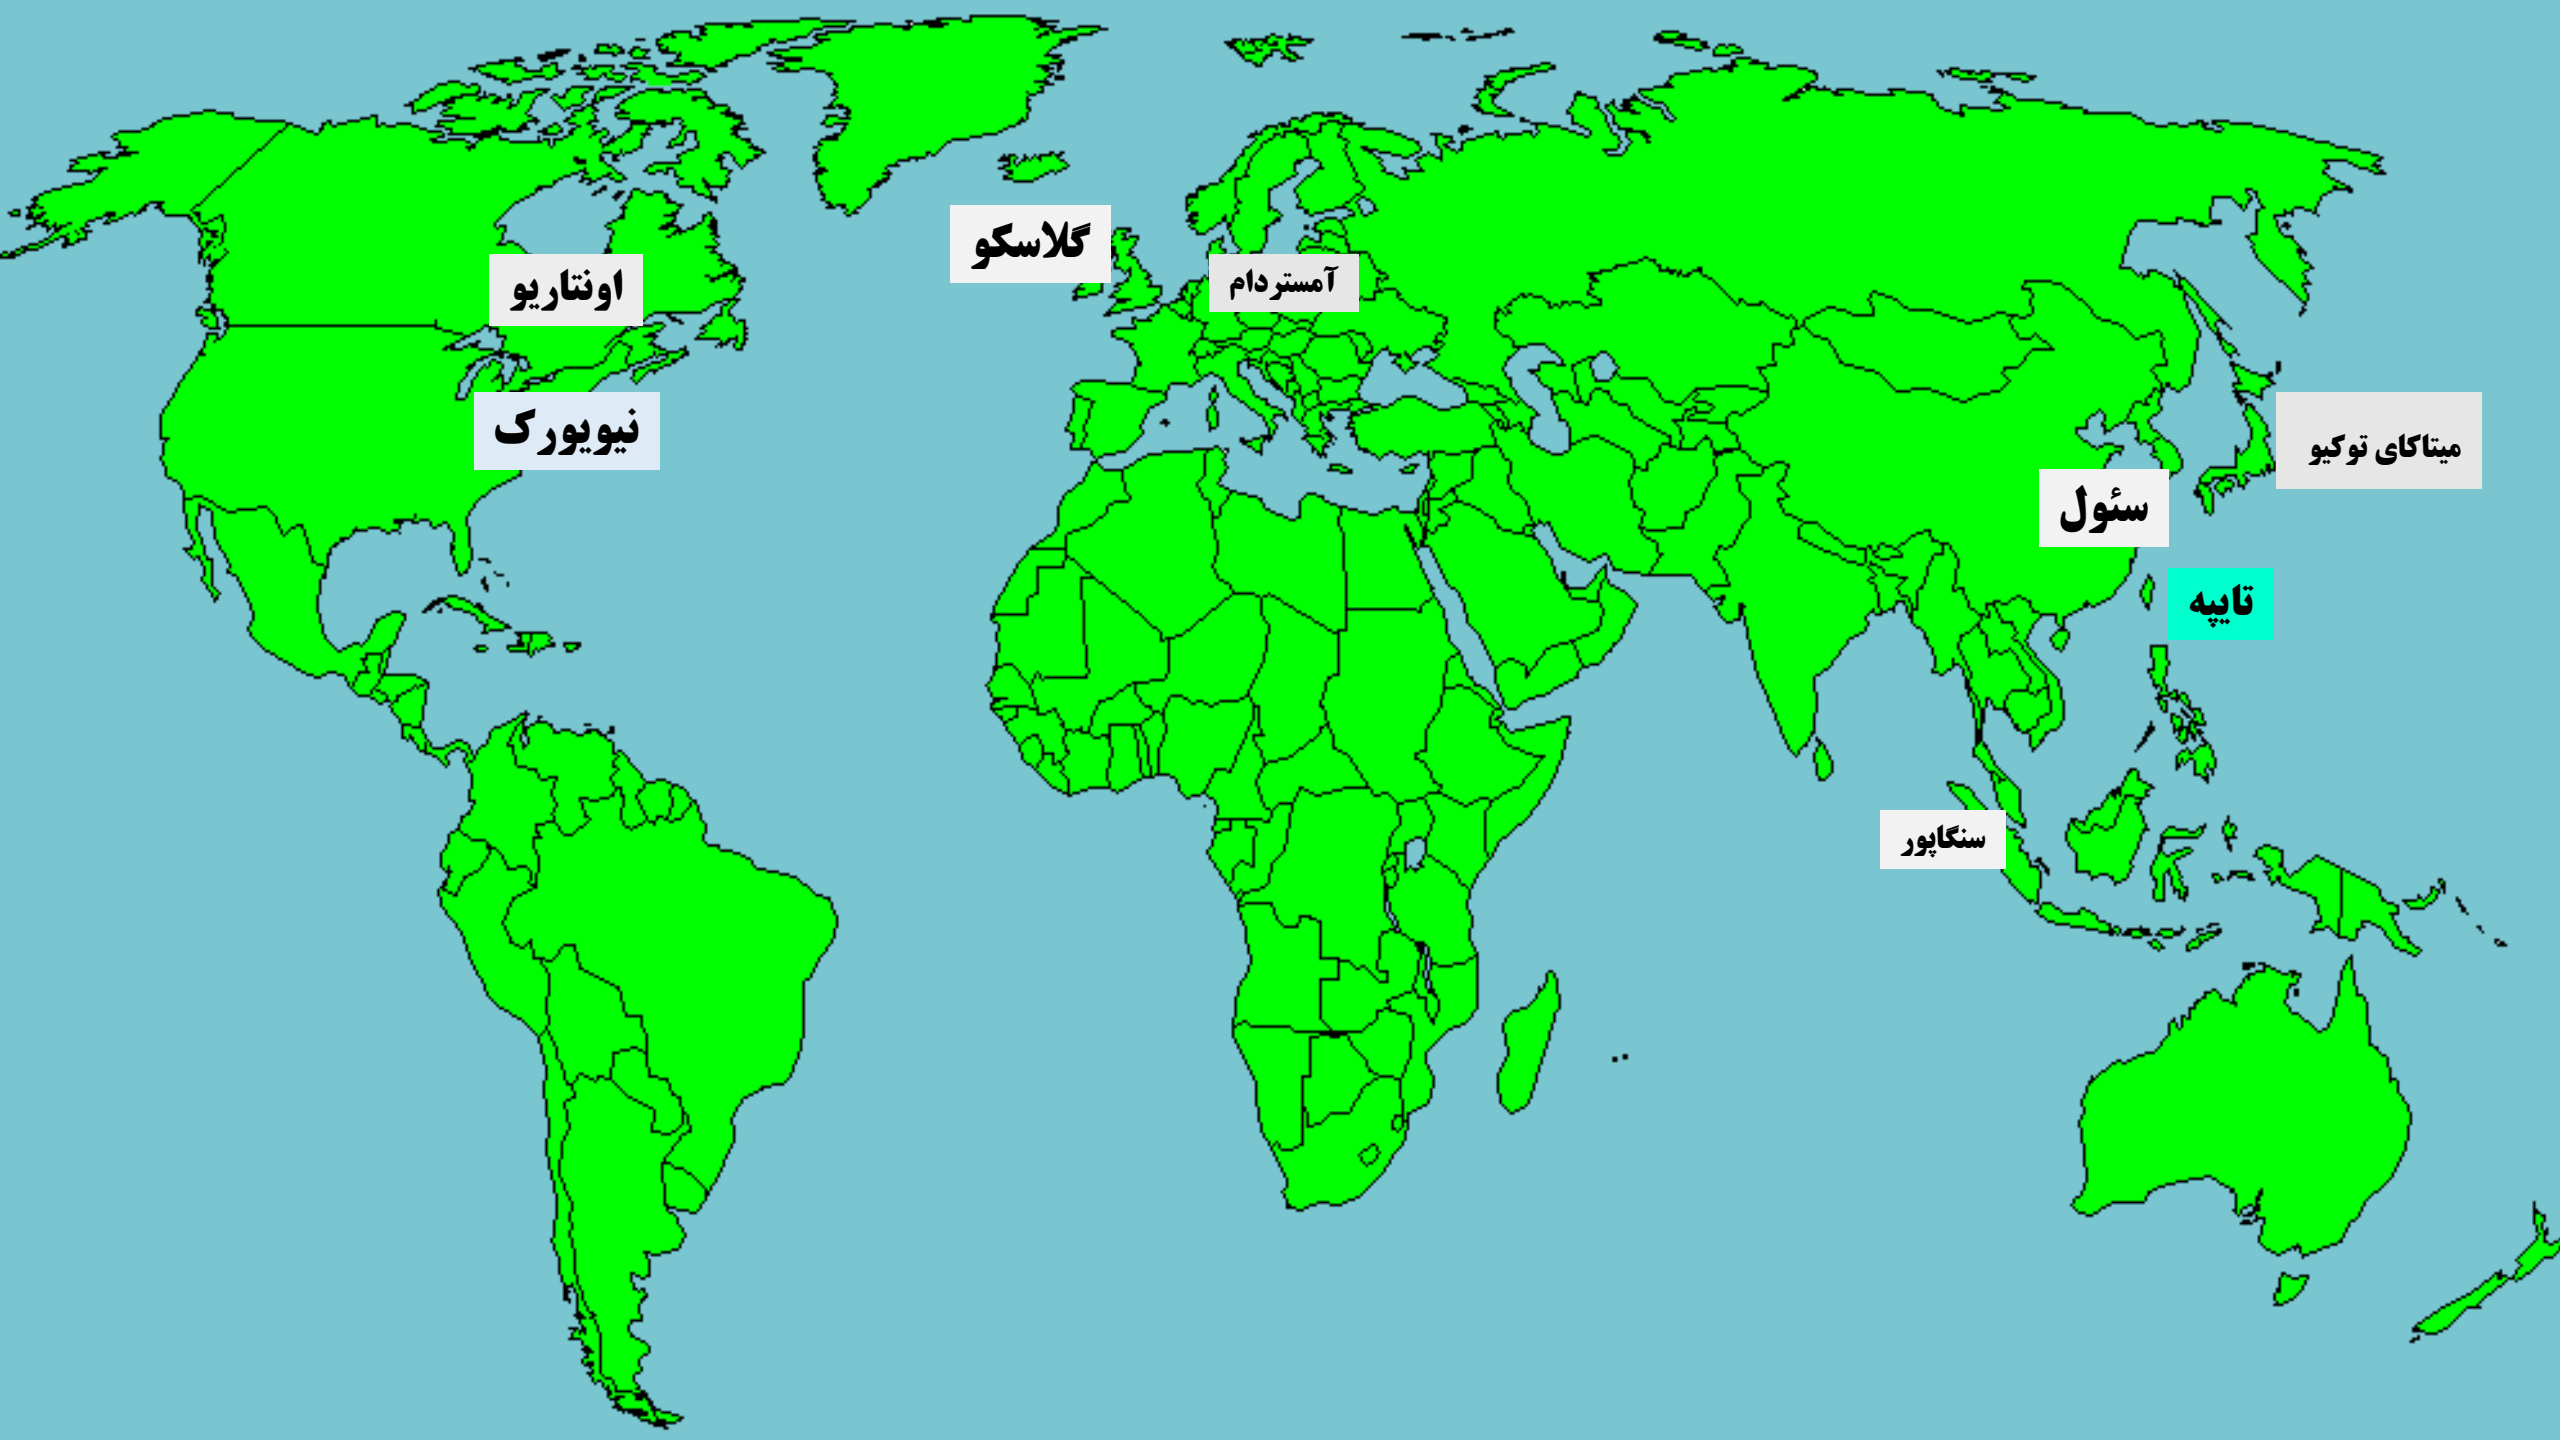 گلاسکو
آمستردام
اونتاریو
نیویورک
میتاکای توکیو
سئول
تایپه
سنگاپور